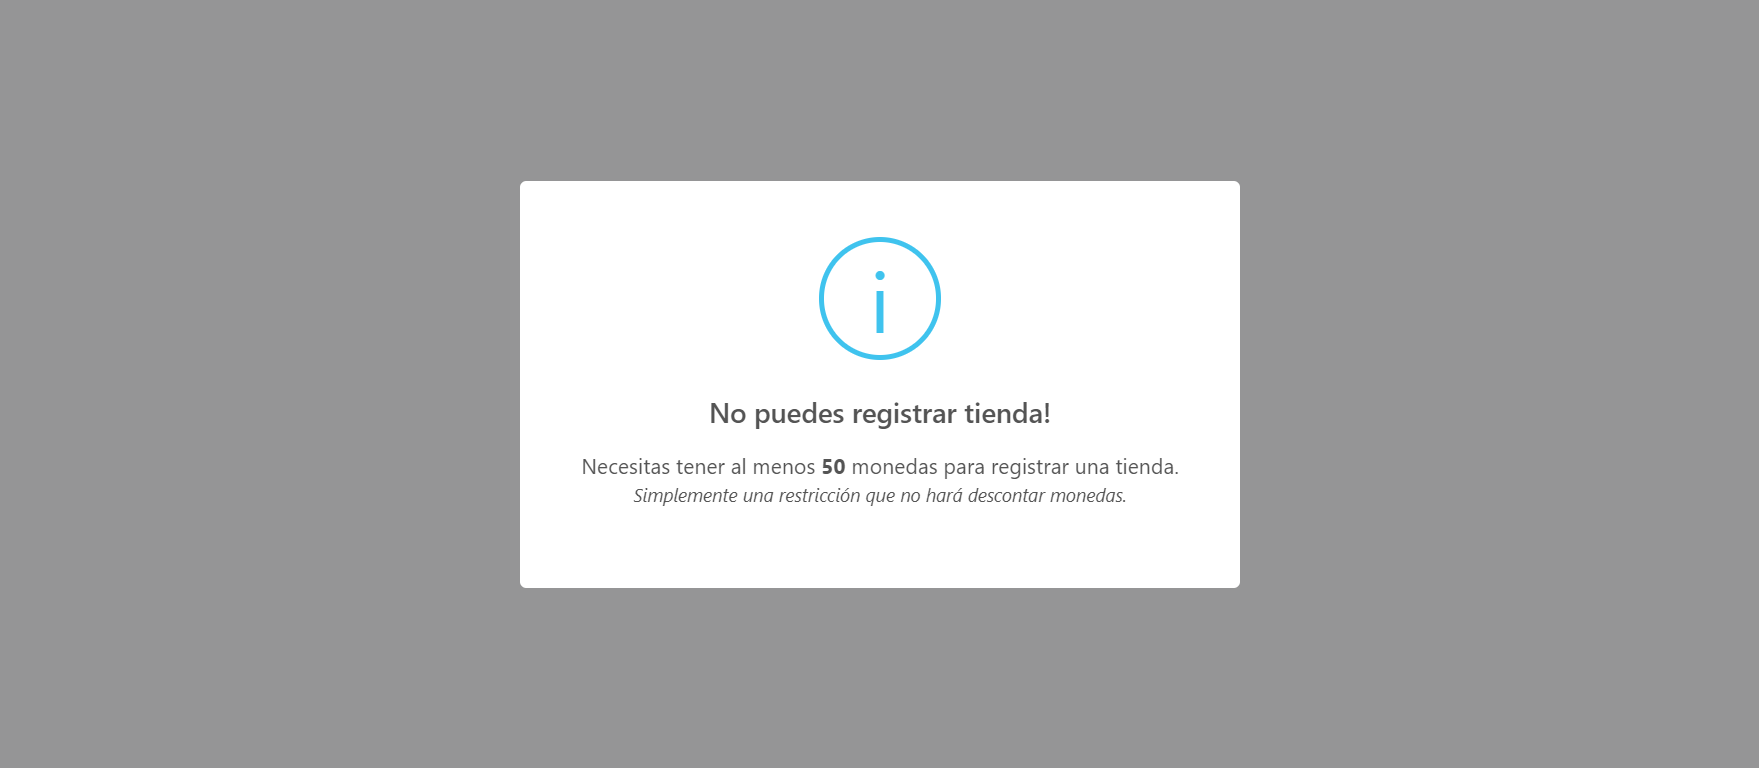 No puedes registrar tienda!
Necesitas tener al menos 50 monedas para registrar una tienda.
Simplemente una restricción que no hará descontar monedas.